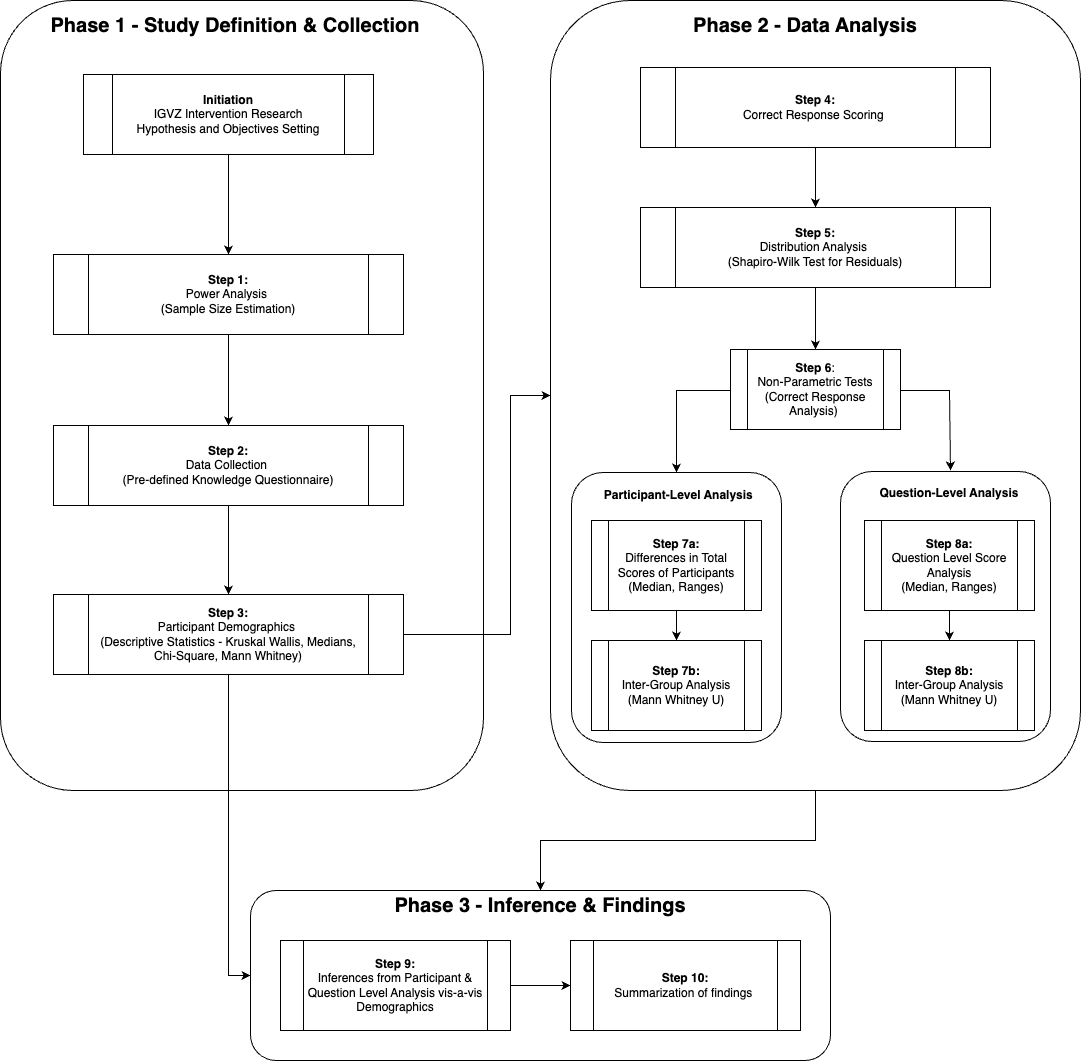 Phase 1 - Study Definition & Collection
Initiation
IGVZ Intervention Research
Hypothesis and Objectives Setting
Step 1:
Power Analysis
(Sample Size Estimation)
Step 2:
Data Collection
(Pre-defined Knowledge Questionnaire)
Step 3:
Participant Demographics
(Descriptive Statistics - Kruskal Wallis, Medians,
Chi-Square, Mann Whitney)
Phase 2 - Data Analysis
Step 4:
Correct Response Scoring
Step 5:
Distribution Analysis
(Shapiro-Wilk Test for Residuals)
Step 6:
Non-Parametric Tests
(Correct Response
Analysis)
Participant-Level Analysis
Step 7a:
Differences in Total
Scores of Participants
(Median, Ranges)
Step 7b:
Inter-Group Analysis
(Mann Whitney U)
Question-Level Analysis
Step 8a:
Question Level Score
Analysis
(Median, Ranges)
Step 8b:
Inter-Group Analysis
(Mann Whitney U)
Phase 3 - Inference & Findings
Step 9:
Inferences from Participant &
Question Level Analysis vis-a-vis
Demographics
Step 10:
Summarization of findings